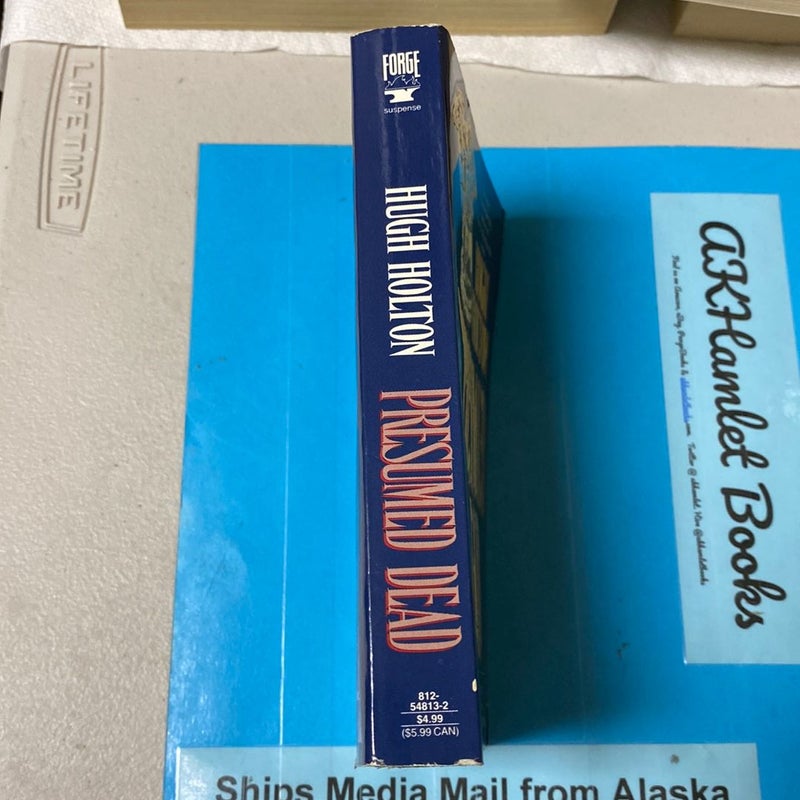 LIFETIME
FORGE
suspense
HUGH HOLTON
PRESUMED DEAD
812-
54813-2
$4.99
($5.99 CAN)
AKHamlet Books
Ships Media Mail from Alaska